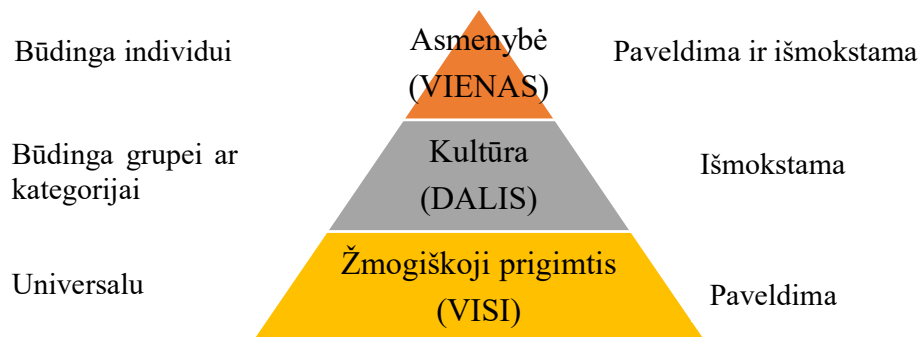 Būdinga individui
Asmenybė
(VIENAS)
Paveldima ir išmokstama
Būdinga grupei ar
kategorijai
Kultūra
(DALIS)
Išmokstama
Universalu
Žmogiškoji prigimtis
(VISI)
Paveldima